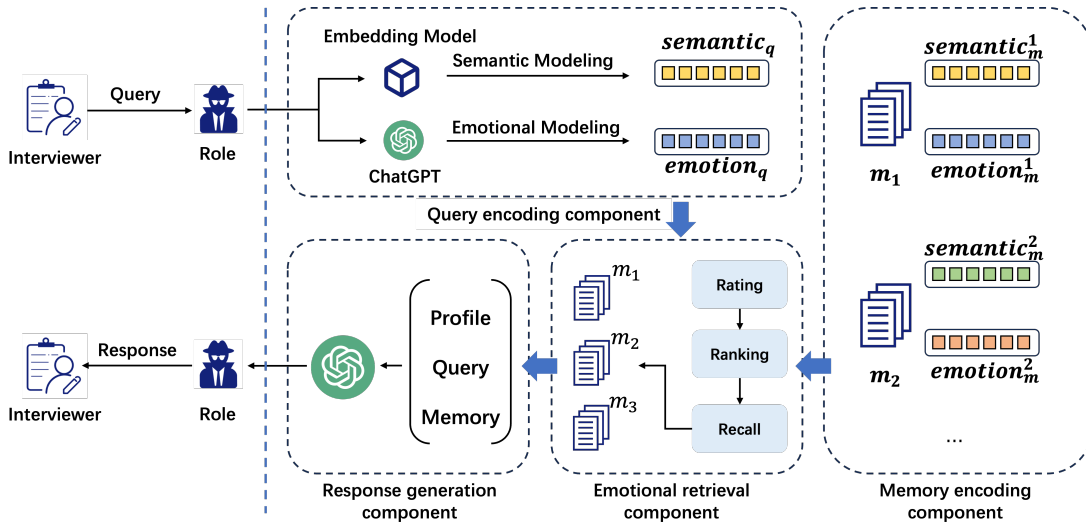 Embedding Model
Semantic Modeling
semantic_q
Query
Interviewer
Role
ChatGPT
Emotional Modeling
emotion_q
Query encoding component
semantic_m^1
m_1
emotion_m^1
semantic_m^2
m_2
emotion_m^2
...
Memory encoding
component
m_1
m_2
m_3
Rating
Ranking
Recall
Emotional retrieval
component
Profile
Query
Memory
Response generation
component
Response
Interviewer
Role